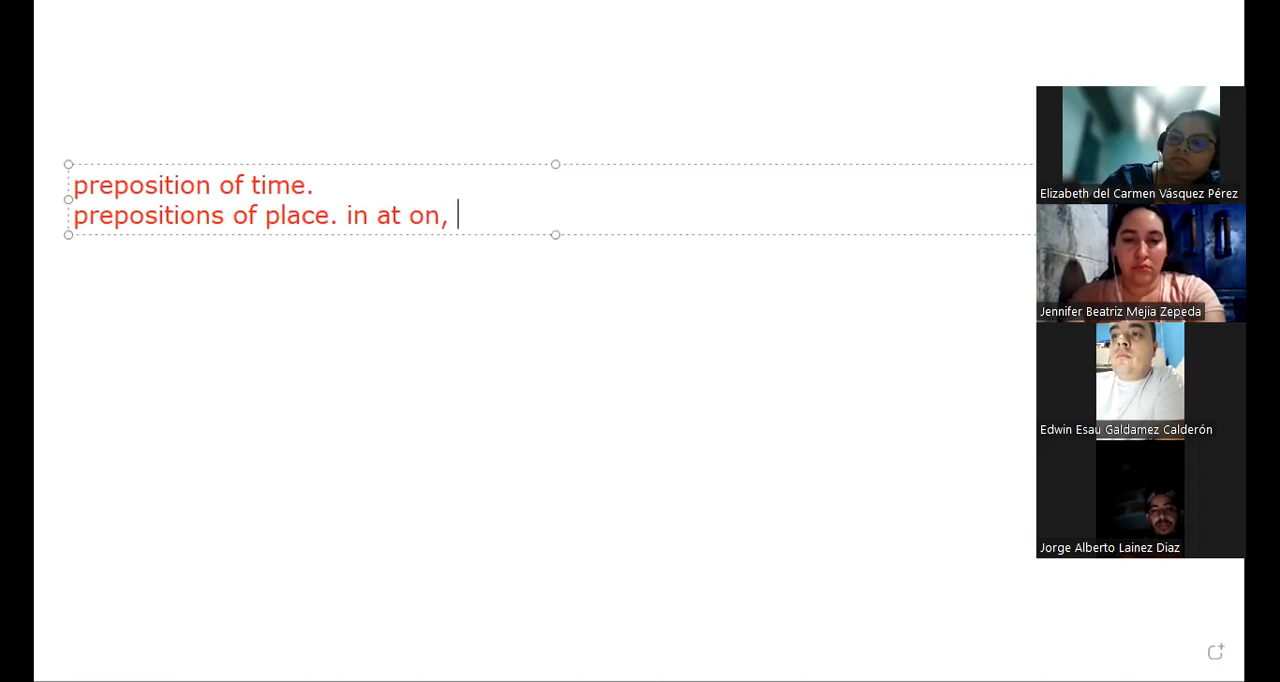 preposition of time.
prepositions of place. in at on,
Elizabeth del Carmen Vásquez Pérez
Jennifer Beatriz Mejia Zepeda
Edwin Esau Galdamez Calderón
Jorge Alberto Lainez Diaz